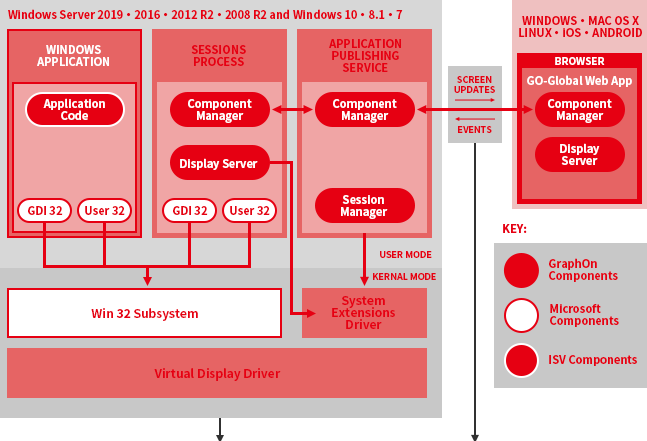 Windows Server 2019 • 2016 • 2012 R2 • 2008 R2 and Windows 10 • 8.1 • 7
WINDOWS
APPLICATION
Application
Code
GDI 32
User 32
SESSIONS
PROCESS
Component
Manager
Display Server
GDI 32
User 32
APPLICATION
PUBLISHING
SERVICE
Component
Manager
Session
Manager
USER MODE
KERNAL MODE
Win 32 Subsystem
System
Extensions
Driver
Virtual Display Driver
SCREEN
UPDATES
EVENTS
WINDOWS • MAC OS X
LINUX • iOS • ANDROID
BROWSER
GO-Global Web App
Component
Manager
Display
Server
KEY:
GraphOn
Components
Microsoft
Components
ISV Components